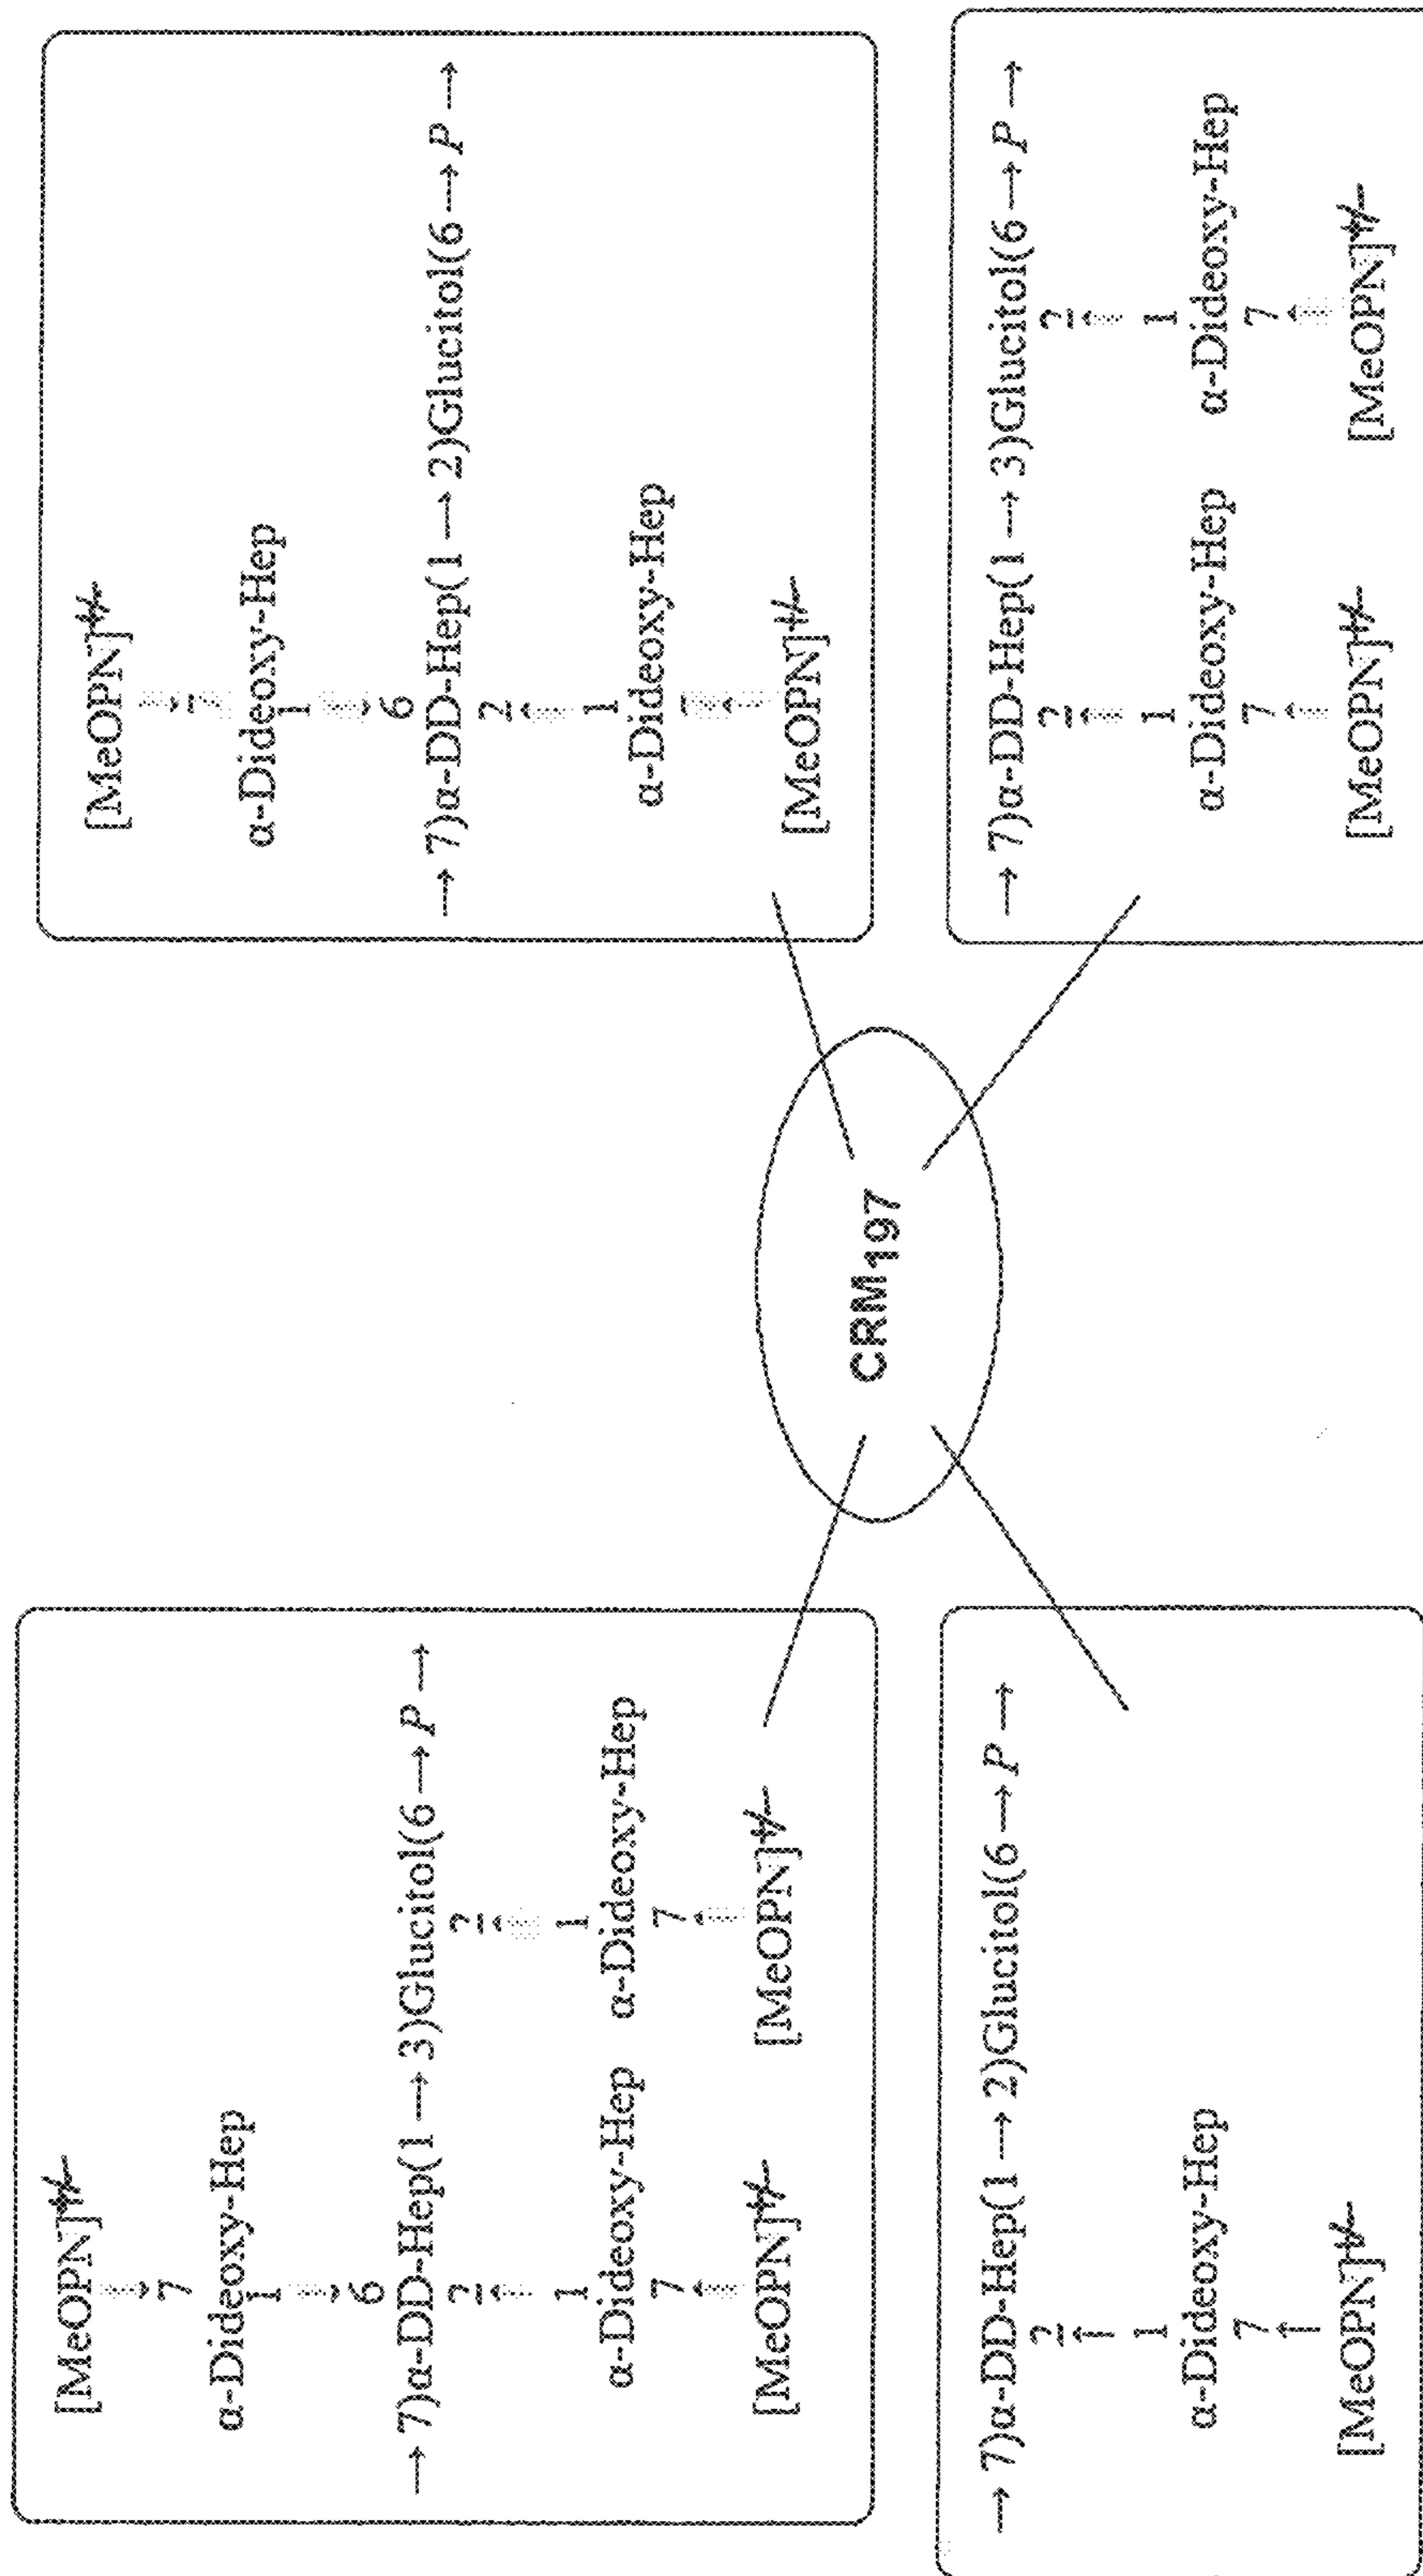 [MeOPN]+/-
7
α-Dideoxy-Hep
1
6
→ 7)α-DD-Hep(1 → 3)Glucitol(6 → P →
2 2
1 1
α-Dideoxy-Hep α-Dideoxy-Hep
7 7
[MeOPN]+/- [MeOPN]+/-
[MeOPN]+/-
7
α-Dideoxy-Hep
1
6
→ 7)α-DD-Hep(1 → 2)Glucitol(6 → P →
2
1
α-Dideoxy-Hep
7
[MeOPN]+/-
CRM197
→ 7)α-DD-Hep(1 → 2)Glucitol(6 → P →
2
↑
1
α-Dideoxy-Hep
7
↑
[MeOPN]+/-
→ 7)α-DD-Hep(1 → 3)Glucitol(6 → P →
2 2
1 1
α-Dideoxy-Hep α-Dideoxy-Hep
7 7
[MeOPN]+/- [MeOPN]+/-